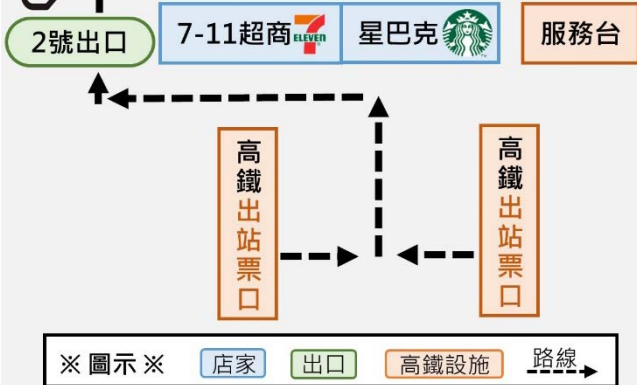 2號出口
7-11超商
ELEVEN
星巴克
服務台
高鐵出站票口
高鐵出站票口
※ 圖示 ※
店家
出口
高鐵設施
路線